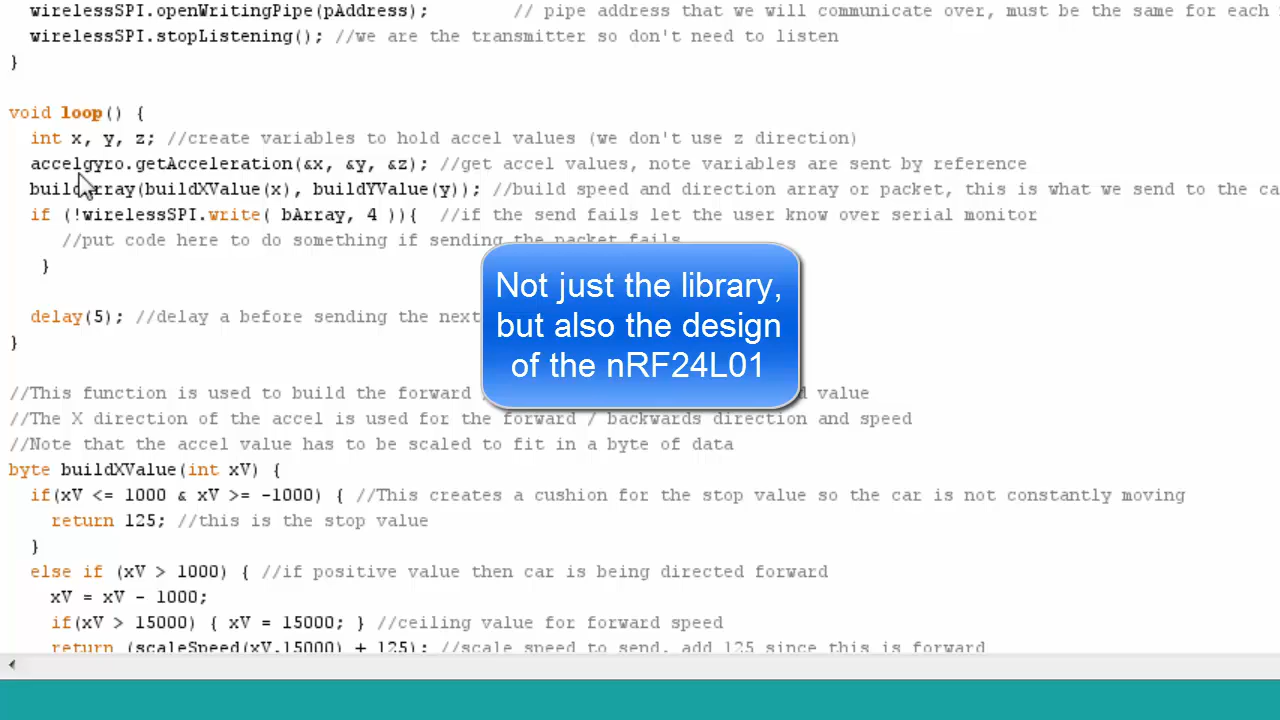 wirelessSPI.openWritingPipe(pAddress); // pipe address that we will communicate over, must be the same for each
wirelessSPI.stopListening(); //we are the transmitter so don't need to listen
}
void loop() {
int x, y, z; //create variables to hold accel values (we don't use z direction)
accelgyro.getAcceleration(&x, &y, &z); //get accel values, note variables are sent by reference
buildArray(buildXValue(x), buildYValue(y)); //build speed and direction array or packet, this is what we send to the ca
if (!wirelessSPI.write( bArray, 4 )){ //if the send fails let the user know over serial monitor
//put code here to do something if sending the packet fails
}
delay(5); //delay a before sending the next
}
Not just the library,
but also the design
of the nRF24L01
//This function is used to build the forward value
//The X direction of the accel is used for the forward / backwards direction and speed
//Note that the accel value has to be scaled to fit in a byte of data
byte buildXValue(int xV) {
if(xV <= 1000 & xV >= -1000) { //This creates a cushion for the stop value so the car is not constantly moving
return 125; //this is the stop value
}
else if (xV > 1000) { //if positive value then car is being directed forward
xV = xV - 1000;
if(xV > 15000) { xV = 15000; } //ceiling value for forward speed
return (scaleSpeed(xV,15000) + 125); //scale speed to send, add 125 since this is forward